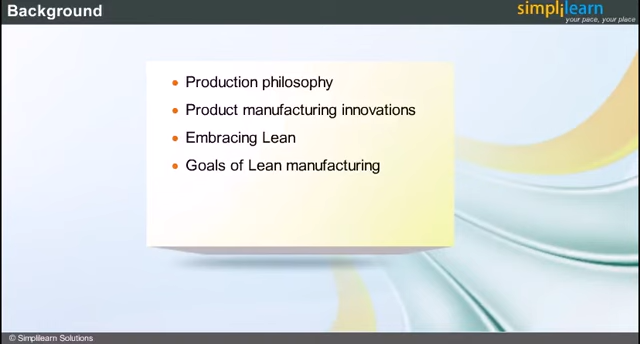 Background
simplilearn
your pace, your place
Production philosophy
Product manufacturing innovations
Embracing Lean
Goals of Lean manufacturing
© Simplilearn Solutions